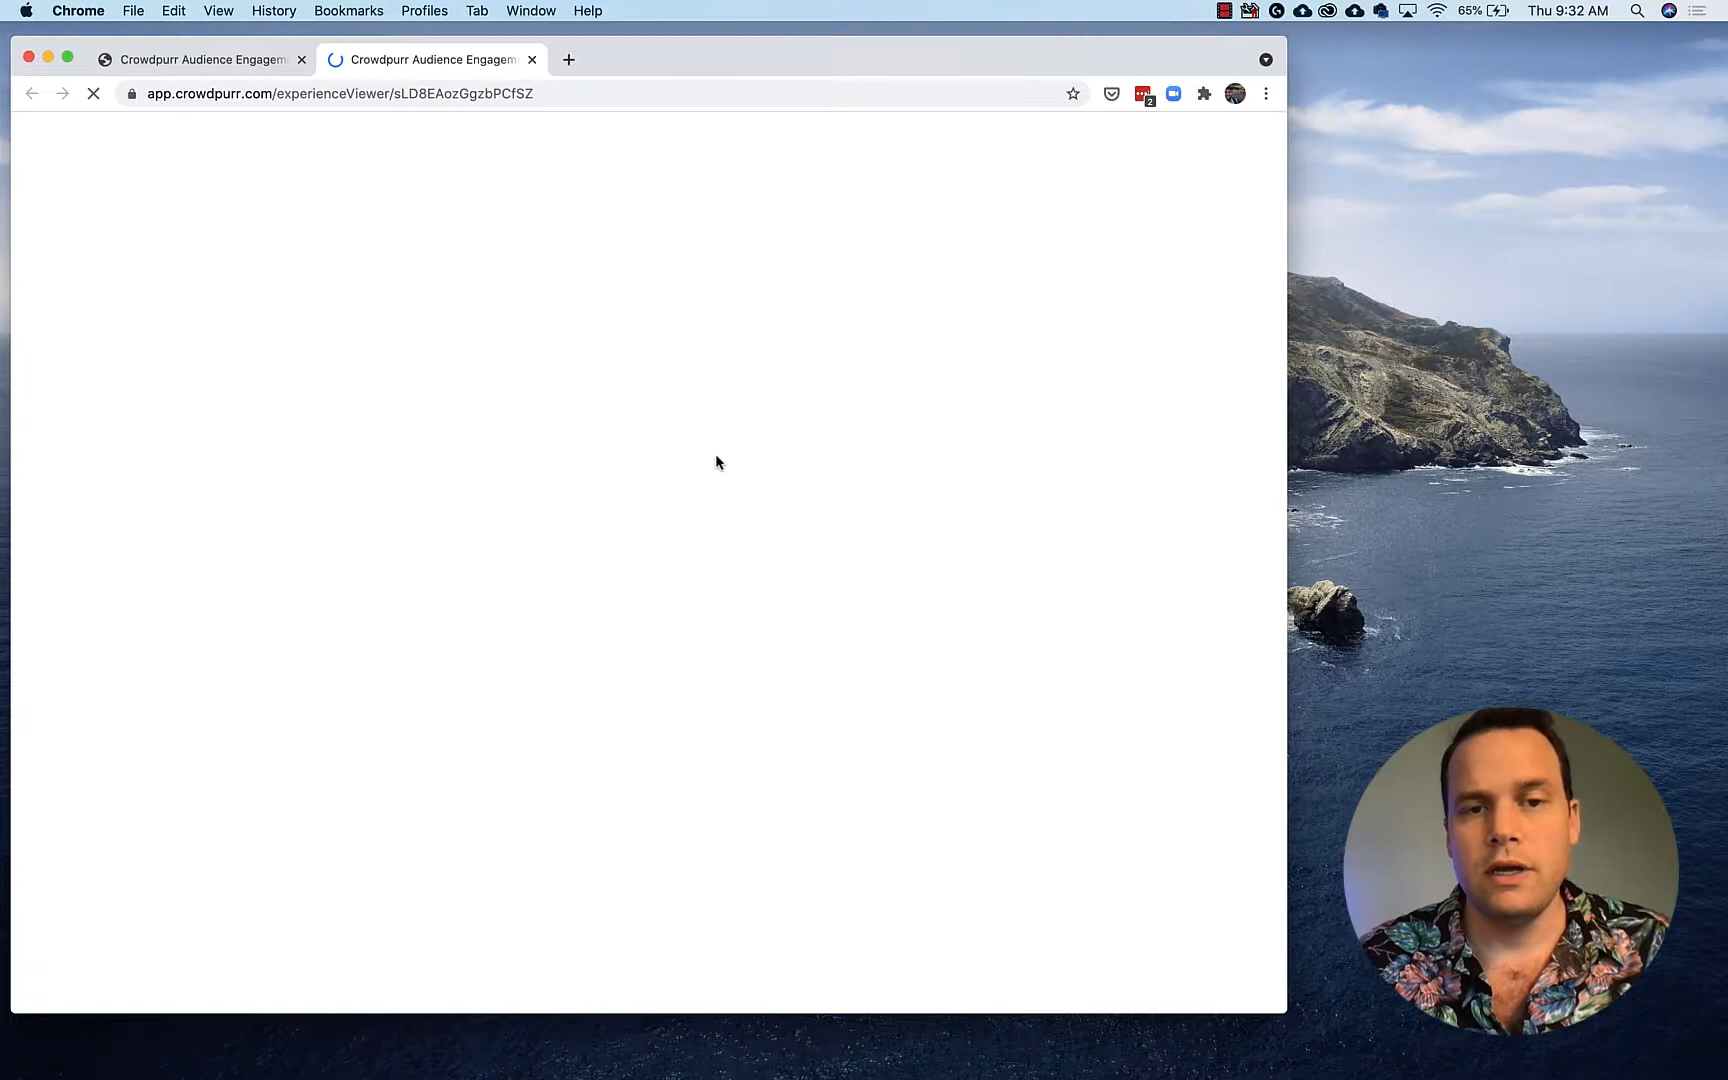 Chrome File Edit View History Bookmarks Profiles Tab Window Help
65% Thu 9:32 AM
Crowdpurr Audience Engagem
Crowdpurr Audience Engagem
app.crowdpurr.com/experienceViewer/sLD8EAozGgzbPCfSZ
2